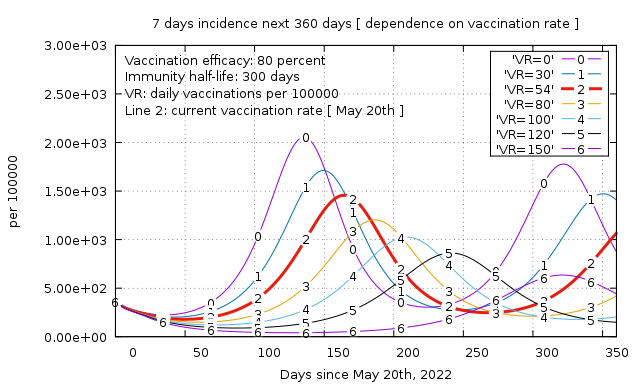 7 days incidence next 360 days [ dependence on vaccination rate ]
3.00e+03
2.50e+03
2.00e+03
1.50e+03
1.00e+03
5.00e+02
0.00e+00
per 100000
Vaccination efficacy: 80 percent
Immunity half-life: 300 days
VR: daily vaccinations per 100000
Line 2: current vaccination rate [ May 20th ]
'VR=0' 0
'VR=30' 1
'VR=54' 2
'VR=80' 3
'VR=100' 4
'VR=120' 5
'VR=150' 6
0 50 100 150 200 250 300 350
Days since May 20th, 2022